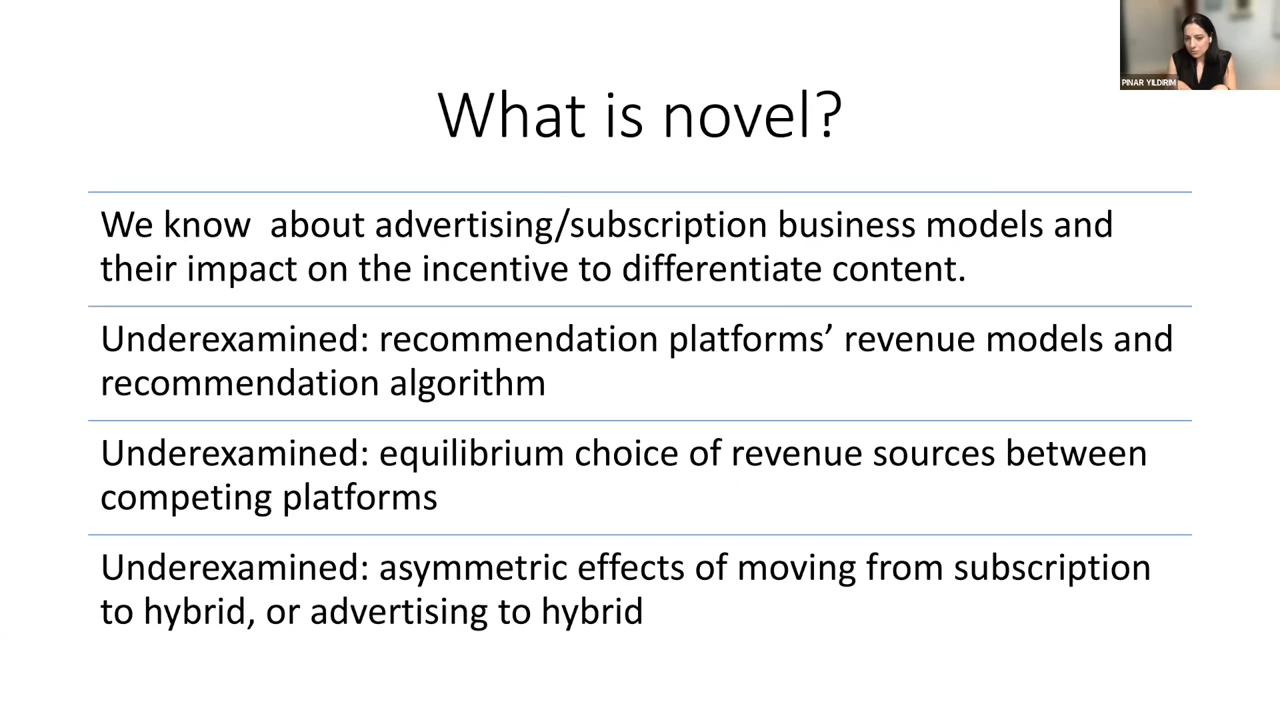 PINAR YILDIRIM
What is novel?
We know  about advertising/subscription business models and
their impact on the incentive to differentiate content.
Underexamined: recommendation platforms’ revenue models and
recommendation algorithm
Underexamined: equilibrium choice of revenue sources between
competing platforms
Underexamined: asymmetric effects of moving from subscription
to hybrid, or advertising to hybrid